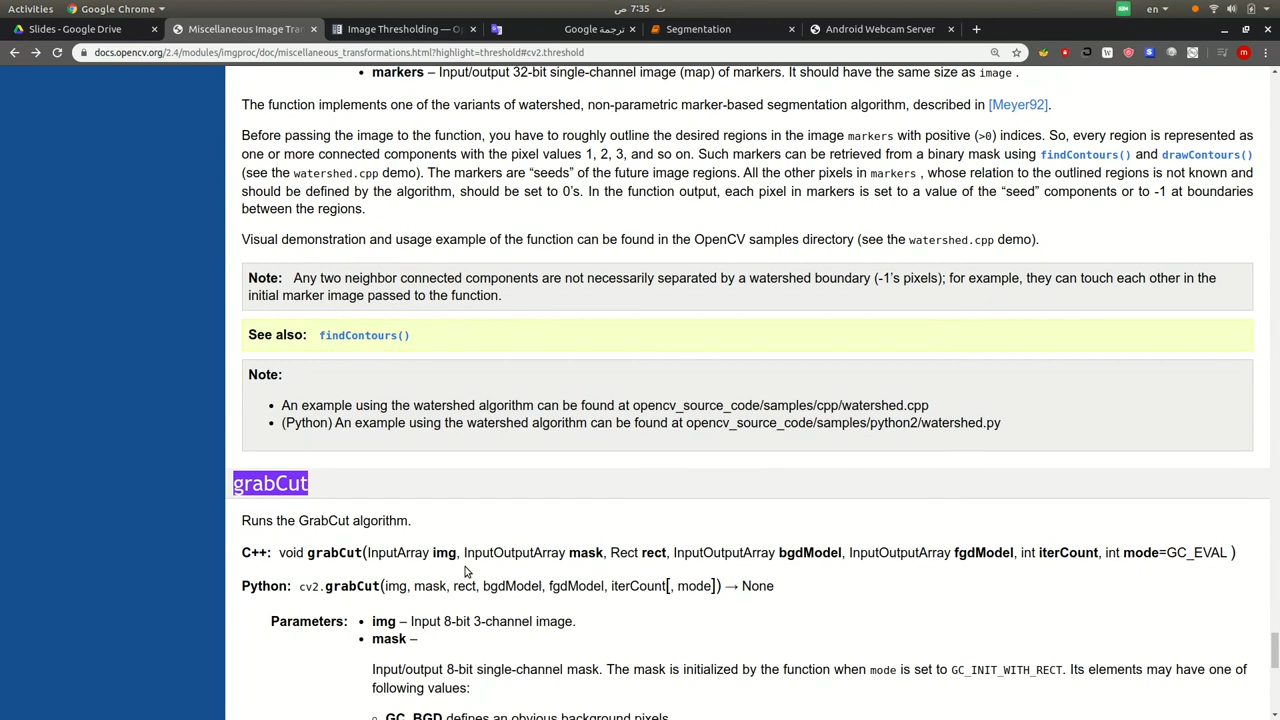 Activities Google Chrome ت 7:35 ص en
Slides - Google Drive Miscellaneous Image Tra Image Thresholding — Op ترجمة Google Segmentation Android Webcam Server
docs.opencv.org/2.4/modules/imgproc/doc/miscellaneous_transformations.html?highlight=threshold#cv2.threshold
markers – Input/output 32-bit single-channel image (map) of markers. It should have the same size as image .
The function implements one of the variants of watershed, non-parametric marker-based segmentation algorithm, described in [Meyer92].
Before passing the image to the function, you have to roughly outline the desired regions in the image markers with positive (>0) indices. So, every region is represented as
one or more connected components with the pixel values 1, 2, 3, and so on. Such markers can be retrieved from a binary mask using findContours() and drawContours()
(see the watershed.cpp demo). The markers are “seeds” of the future image regions. All the other pixels in markers , whose relation to the outlined regions is not known and
should be defined by the algorithm, should be set to 0’s. In the function output, each pixel in markers is set to a value of the “seed” components or to -1 at boundaries
between the regions.
Visual demonstration and usage example of the function can be found in the OpenCV samples directory (see the watershed.cpp demo).
Note: Any two neighbor connected components are not necessarily separated by a watershed boundary (-1’s pixels); for example, they can touch each other in the
initial marker image passed to the function.
See also: findContours()
Note:
• An example using the watershed algorithm can be found at opencv_source_code/samples/cpp/watershed.cpp
• (Python) An example using the watershed algorithm can be found at opencv_source_code/samples/python2/watershed.py
grabCut
Runs the GrabCut algorithm.
C++: void grabCut(InputArray img, InputOutputArray mask, Rect rect, InputOutputArray bgdModel, InputOutputArray fgdModel, int iterCount, int mode=GC_EVAL )
Python: cv2.grabCut(img, mask, rect, bgdModel, fgdModel, iterCount[, mode]) → None
Parameters: • img – Input 8-bit 3-channel image.
• mask –
Input/output 8-bit single-channel mask. The mask is initialized by the function when mode is set to GC_INIT_WITH_RECT. Its elements may have one of
following values:
GC_BGD defines an obvious background pixels.